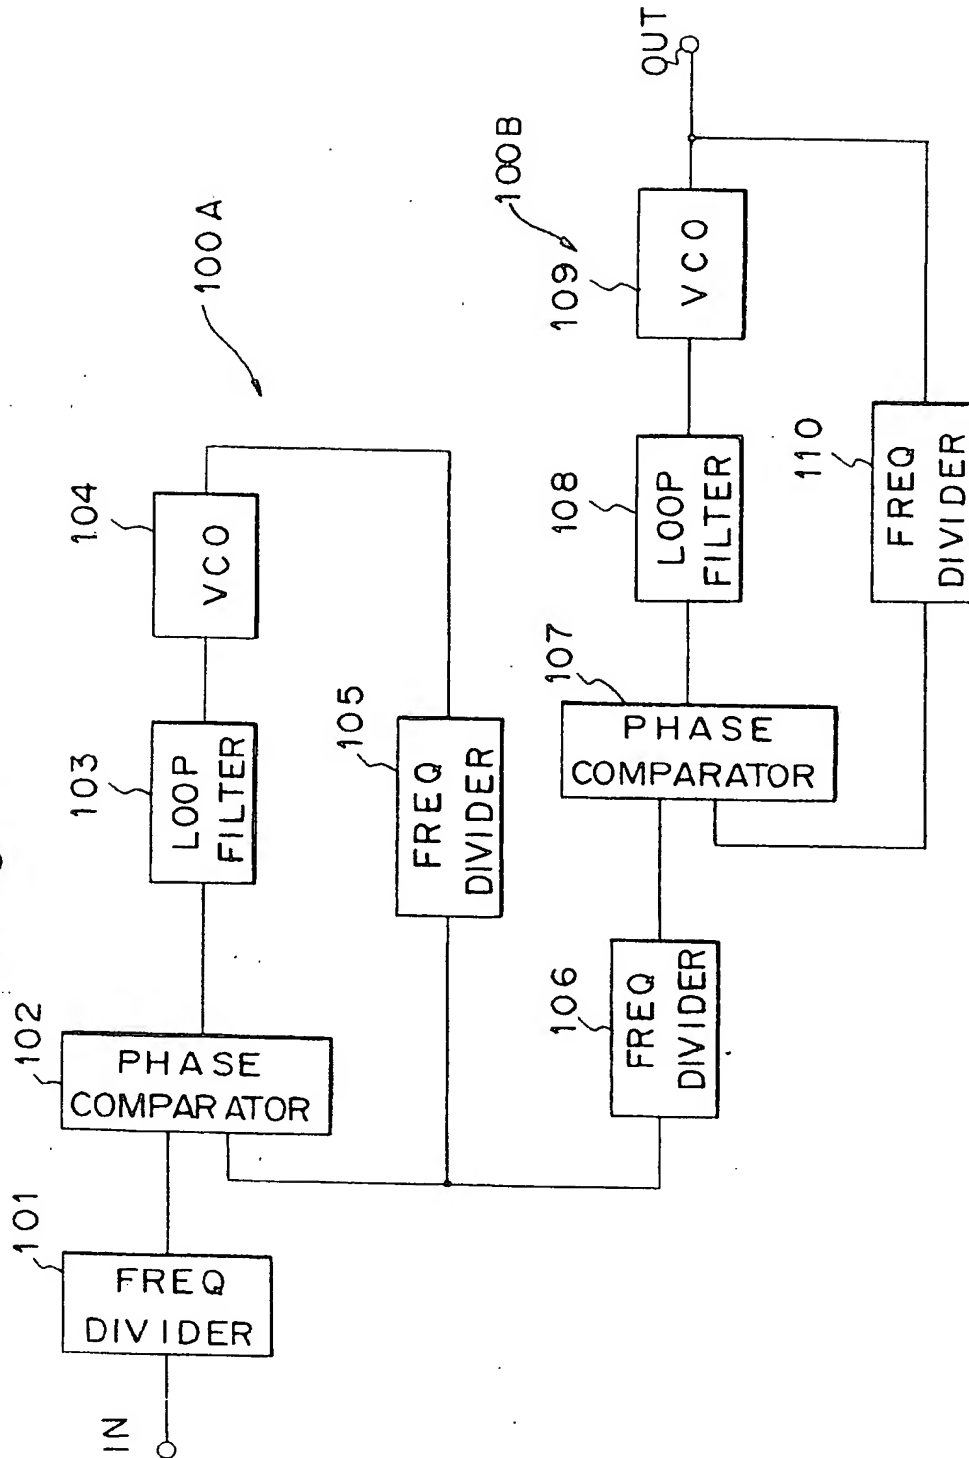 100A
101
FREQ
DIVIDER
IN
102
PHASE
COMPARATOR
103
LOOP
FILTER
104
VCO
105
FREQ
DIVIDER
100B
106
FREQ
DIVIDER
107
PHASE
COMPARATOR
108
LOOP
FILTER
109
VCO
OUT
110
FREQ
DIVIDER